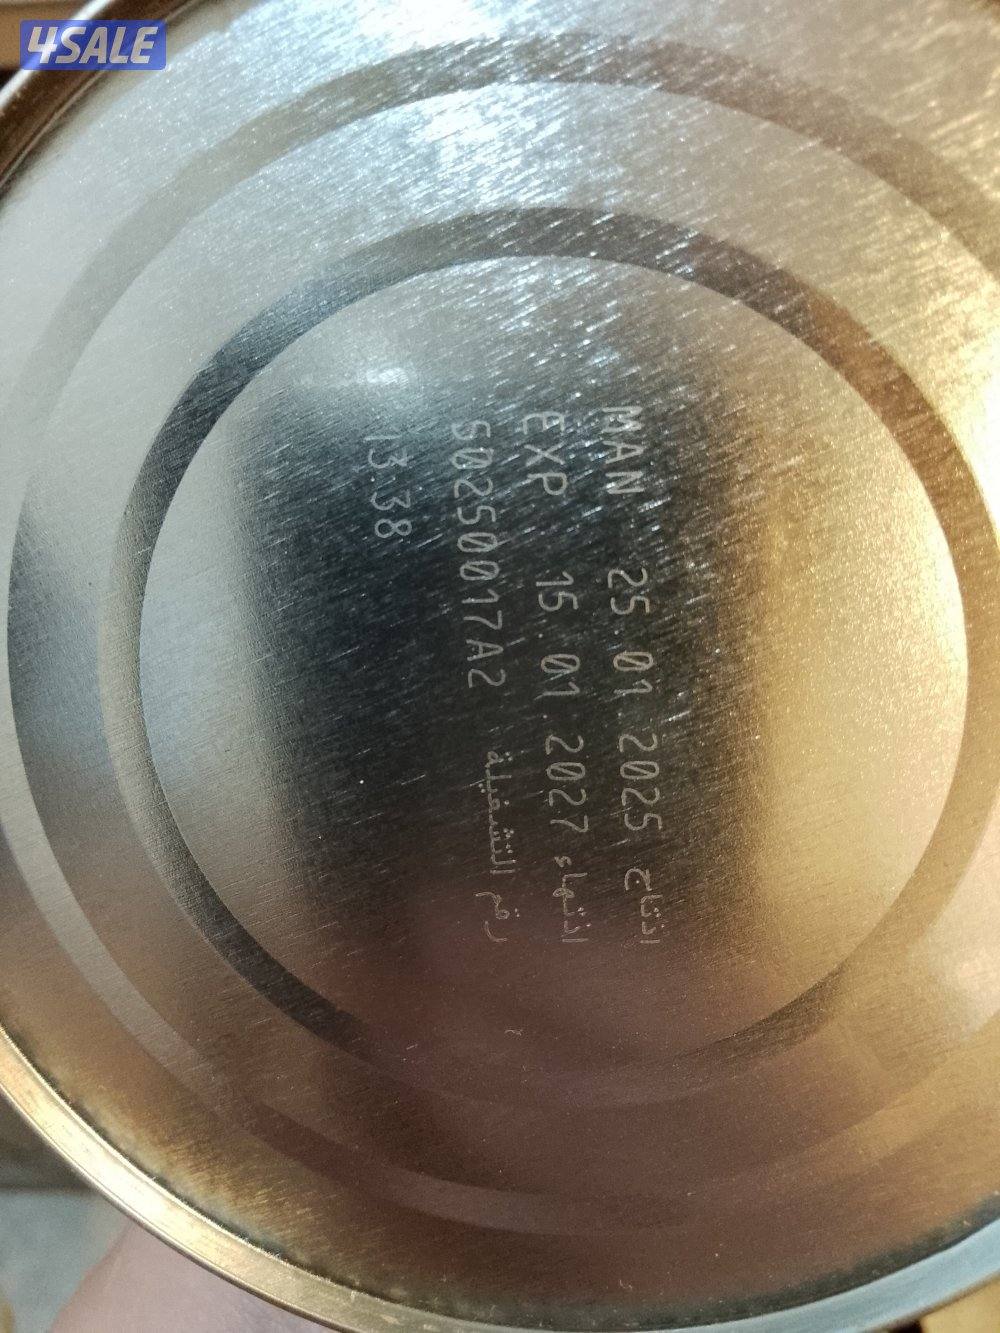 4SALE
MAN 25.01.2025 انتاج
EXP 15.01.2027 انتهاء
S0250017A2 رقم التشغيلة
13:38